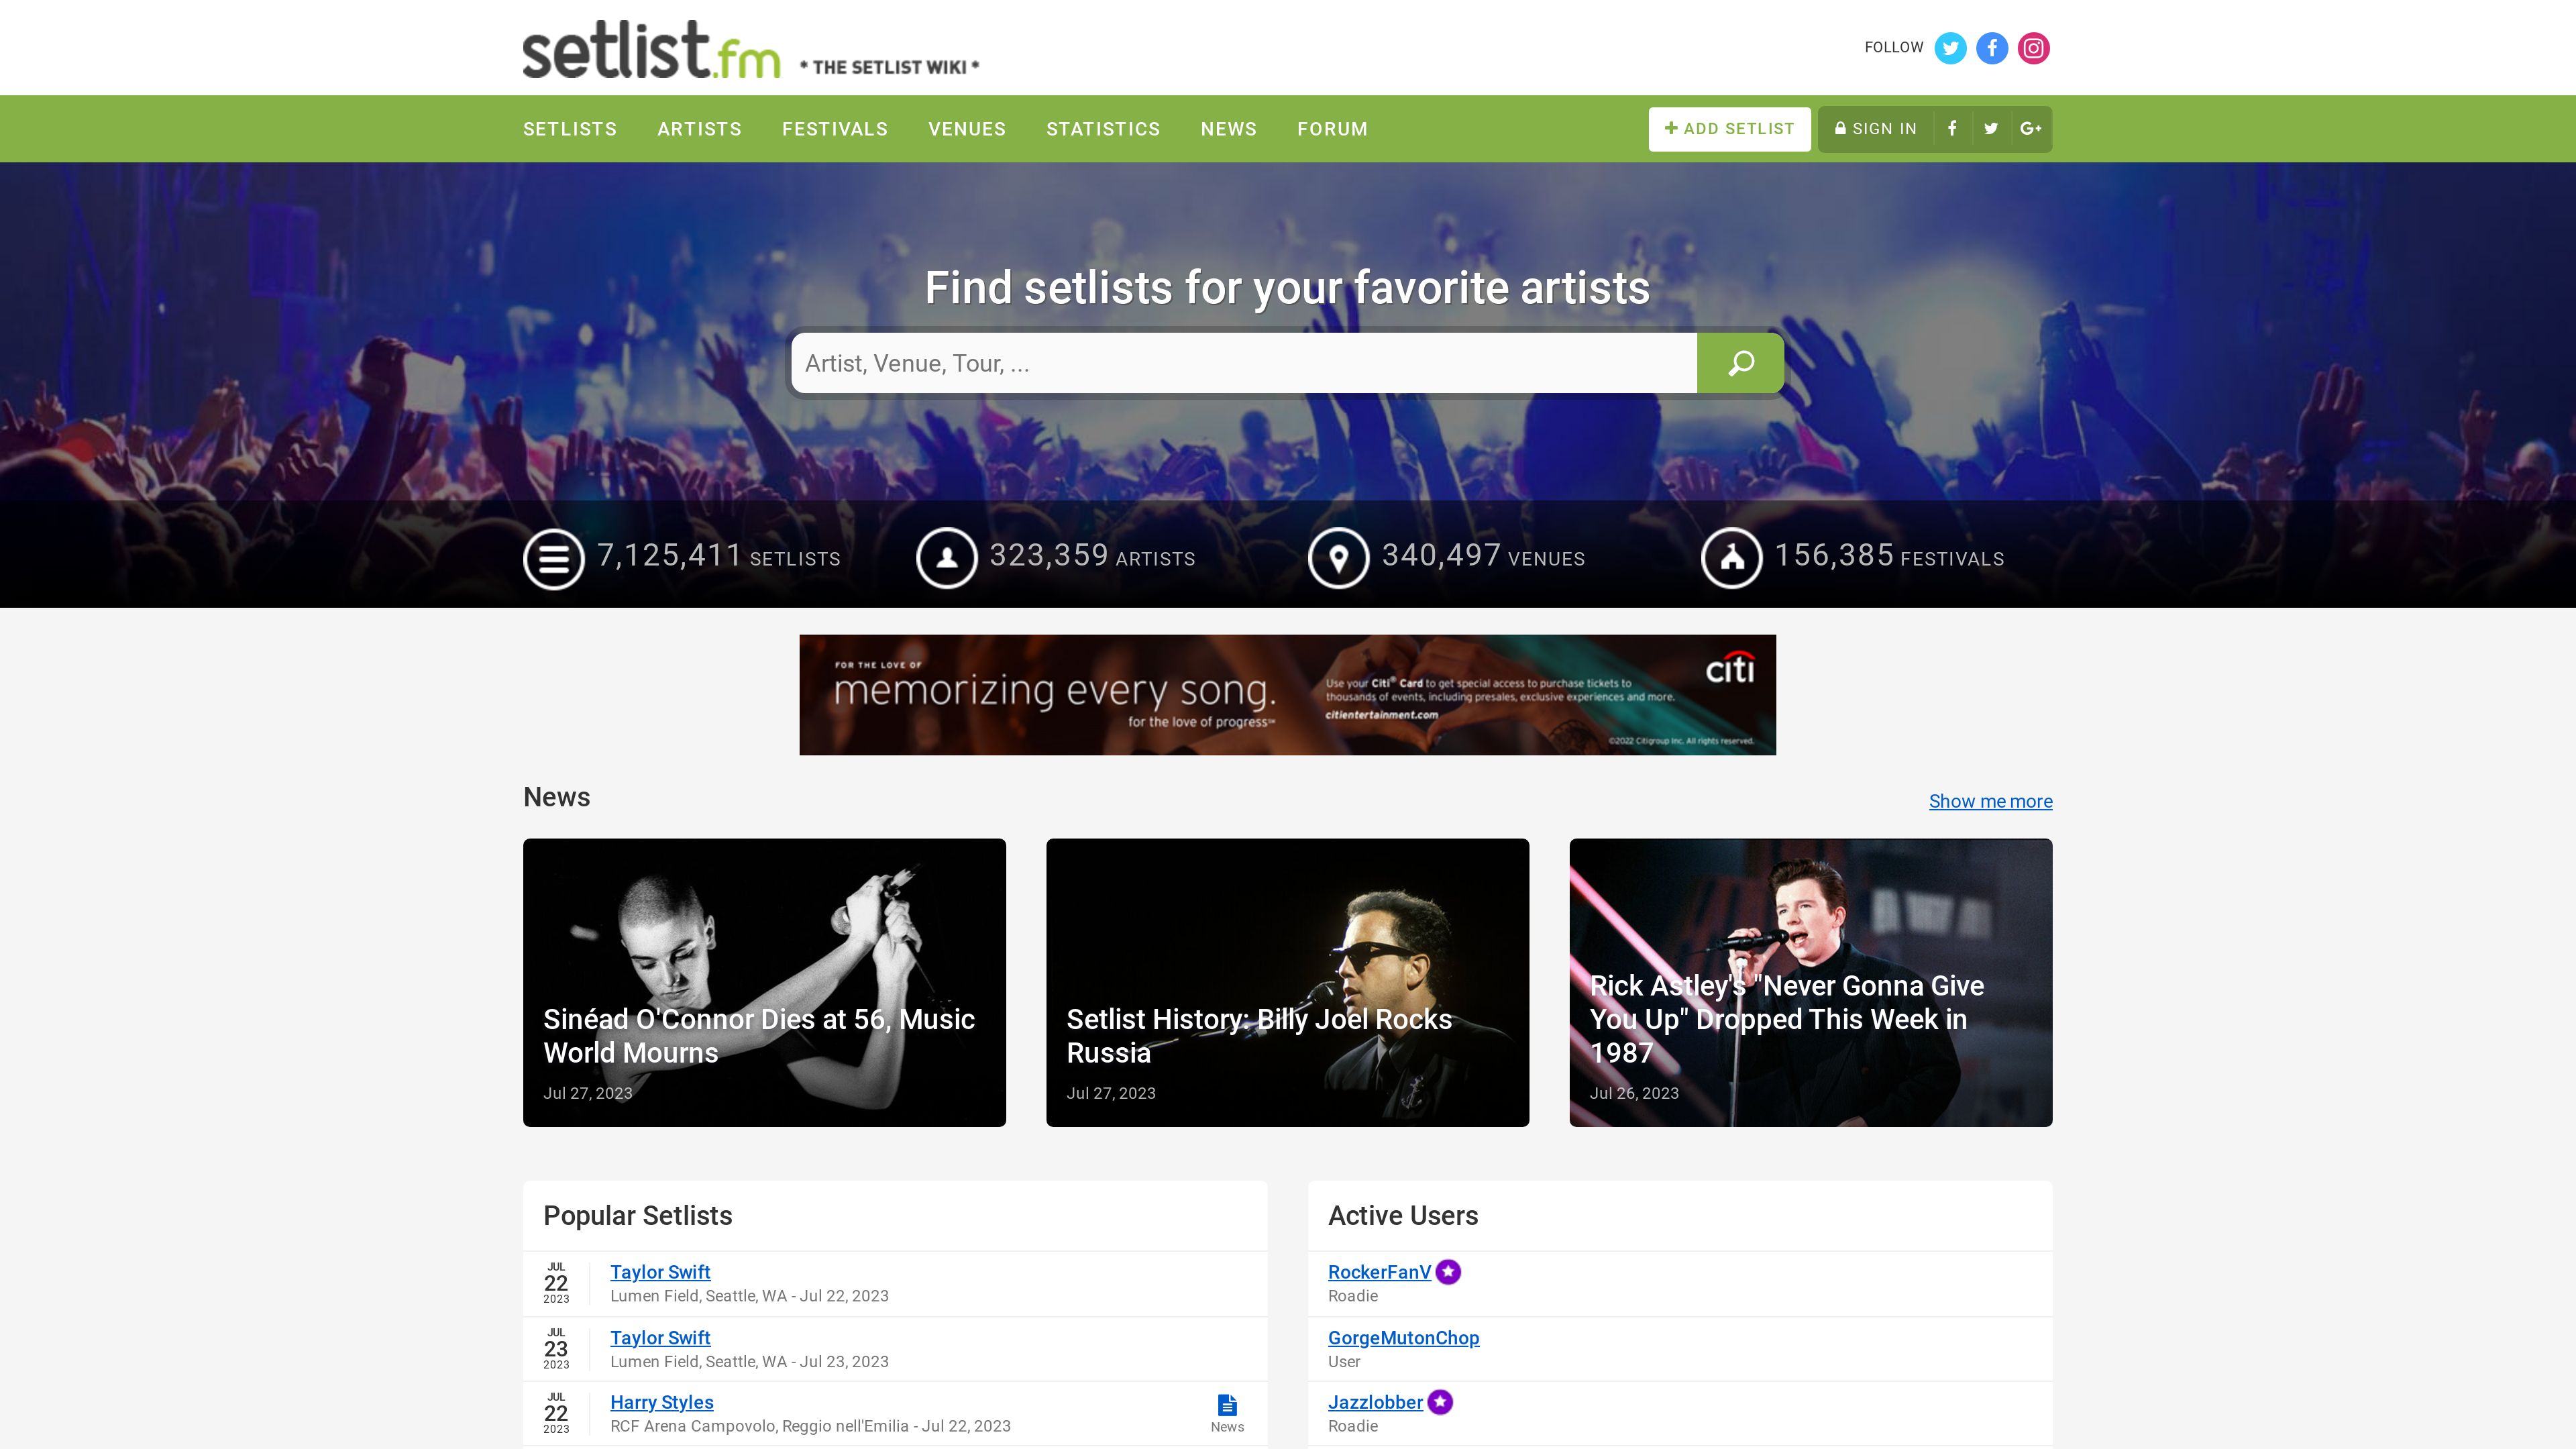 setlist.fm * THE SETLIST WIKI *
FOLLOW
SETLISTS ARTISTS FESTIVALS VENUES STATISTICS NEWS FORUM
ADD SETLIST SIGN IN
Find setlists for your favorite artists
Artist, Venue, Tour, ...
7,125,411 SETLISTS
323,359 ARTISTS
340,497 VENUES
156,385 FESTIVALS
FOR THE LOVE OF
memorizing every song.
for the love of progress℠
Use your Citi® Card to get special access to purchase tickets to
thousands of events, including presales, exclusive experiences and more.
citientertainment.com
citi
©2022 Citigroup Inc. All rights reserved.
News
Show me more
Sinéad O'Connor Dies at 56, Music
World Mourns
Jul 27, 2023
Setlist History: Billy Joel Rocks
Russia
Jul 27, 2023
Rick Astley's "Never Gonna Give
You Up" Dropped This Week in
1987
Jul 26, 2023
Popular Setlists
JUL
22
2023
Taylor Swift
Lumen Field, Seattle, WA - Jul 22, 2023
JUL
23
2023
Taylor Swift
Lumen Field, Seattle, WA - Jul 23, 2023
JUL
22
2023
Harry Styles
RCF Arena Campovolo, Reggio nell'Emilia - Jul 22, 2023
News
Active Users
RockerFanV
Roadie
GorgeMutonChop
User
Jazzlobber
Roadie